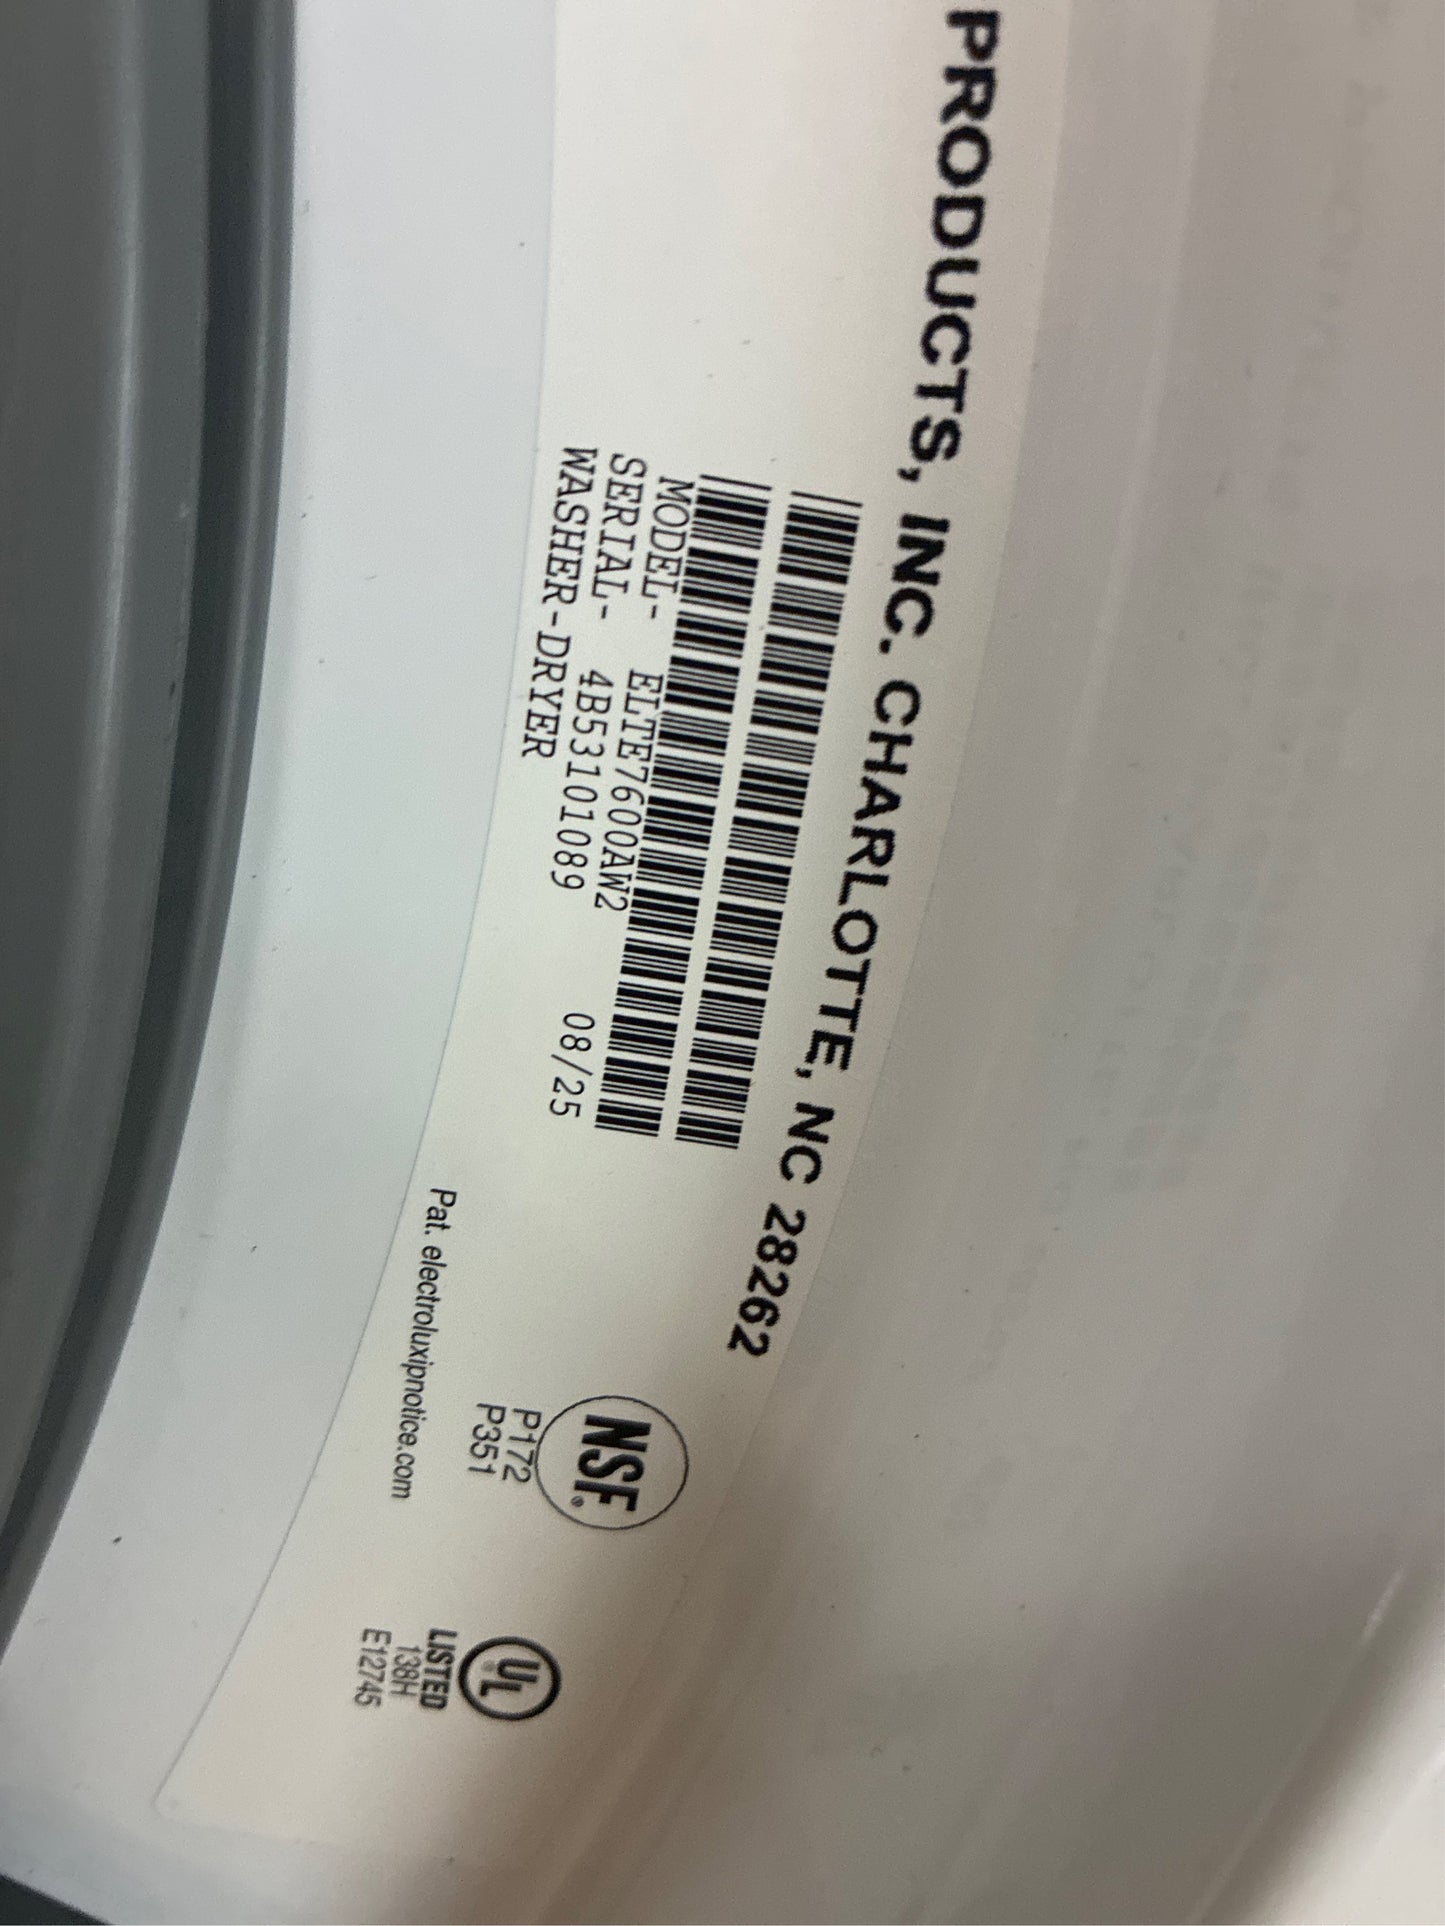 PRODUCTS, INC. CHARLOTTE, NC 28262
MODEL- ELTE7600AW2
SERIAL- 4B53101089 08/25
WASHER-DRYER
Pat. electroluxipnotice.com
NSF®
P172
P351
UL
LISTED
138H
E12745